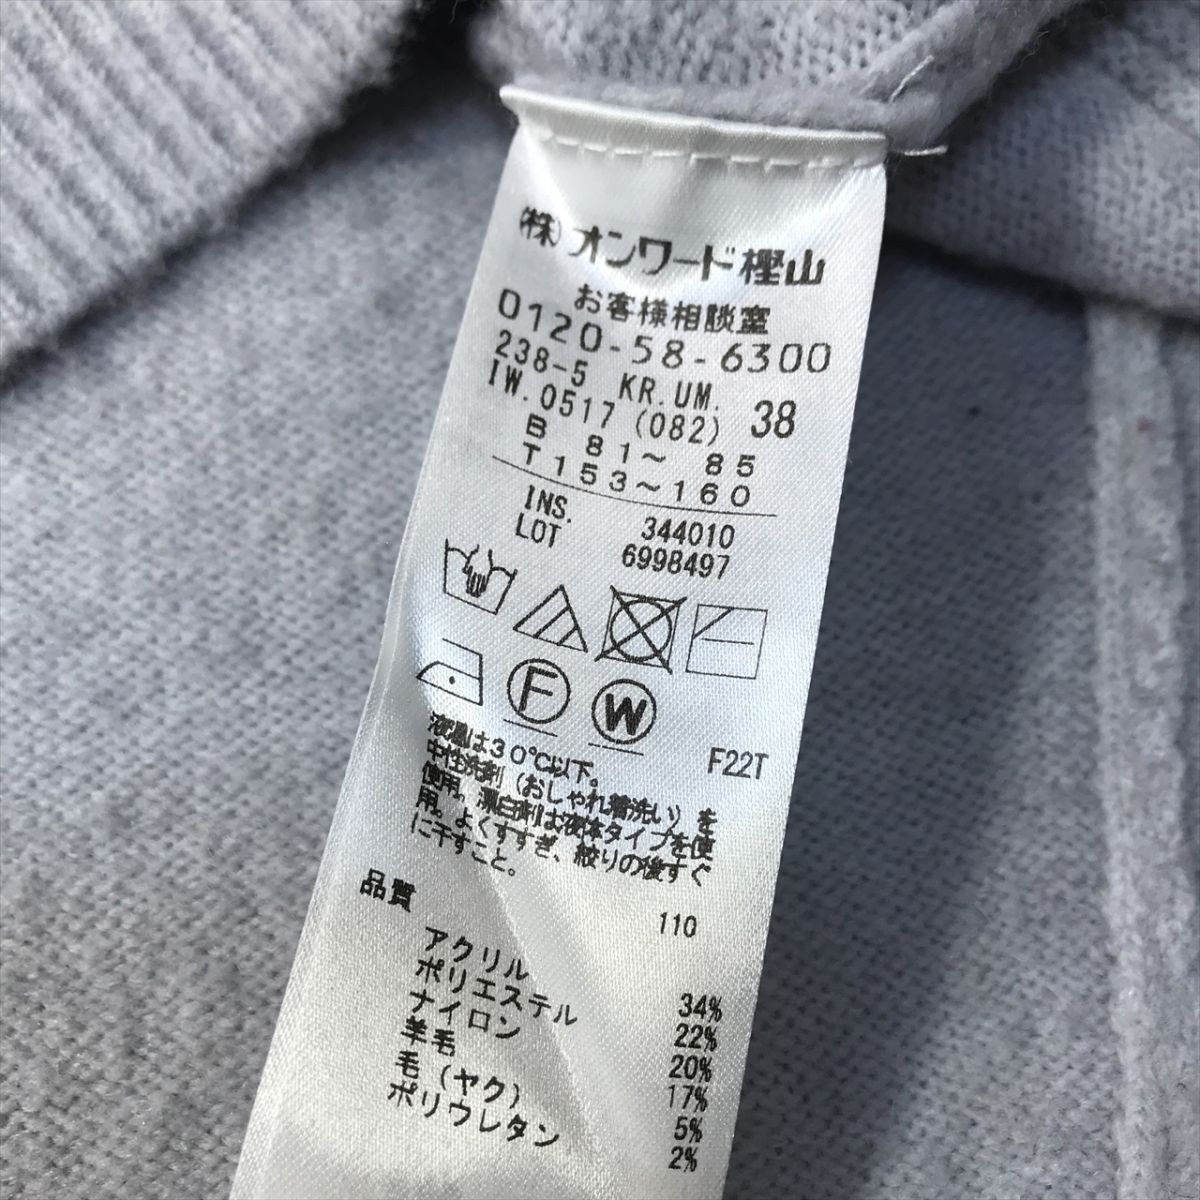 (株)オンワード樫山
お客様相談室
0120-58-6300
238-5 KR.UM.
IW.0517 (082) 38
B 81～ 85
T153～160
INS. 344010
LOT 6998497
F W
F22T
液温は30℃以下。
中性洗剤(おしゃれ着洗い)を
使用。漂白剤は液体タイプを使
用。よくすすぎ、絞りの後すぐ
に干すこと。
品質 110
アクリル 34%
ポリエステル 22%
ナイロン 20%
羊毛 17%
毛(ヤク) 5%
ポリウレタン 2%